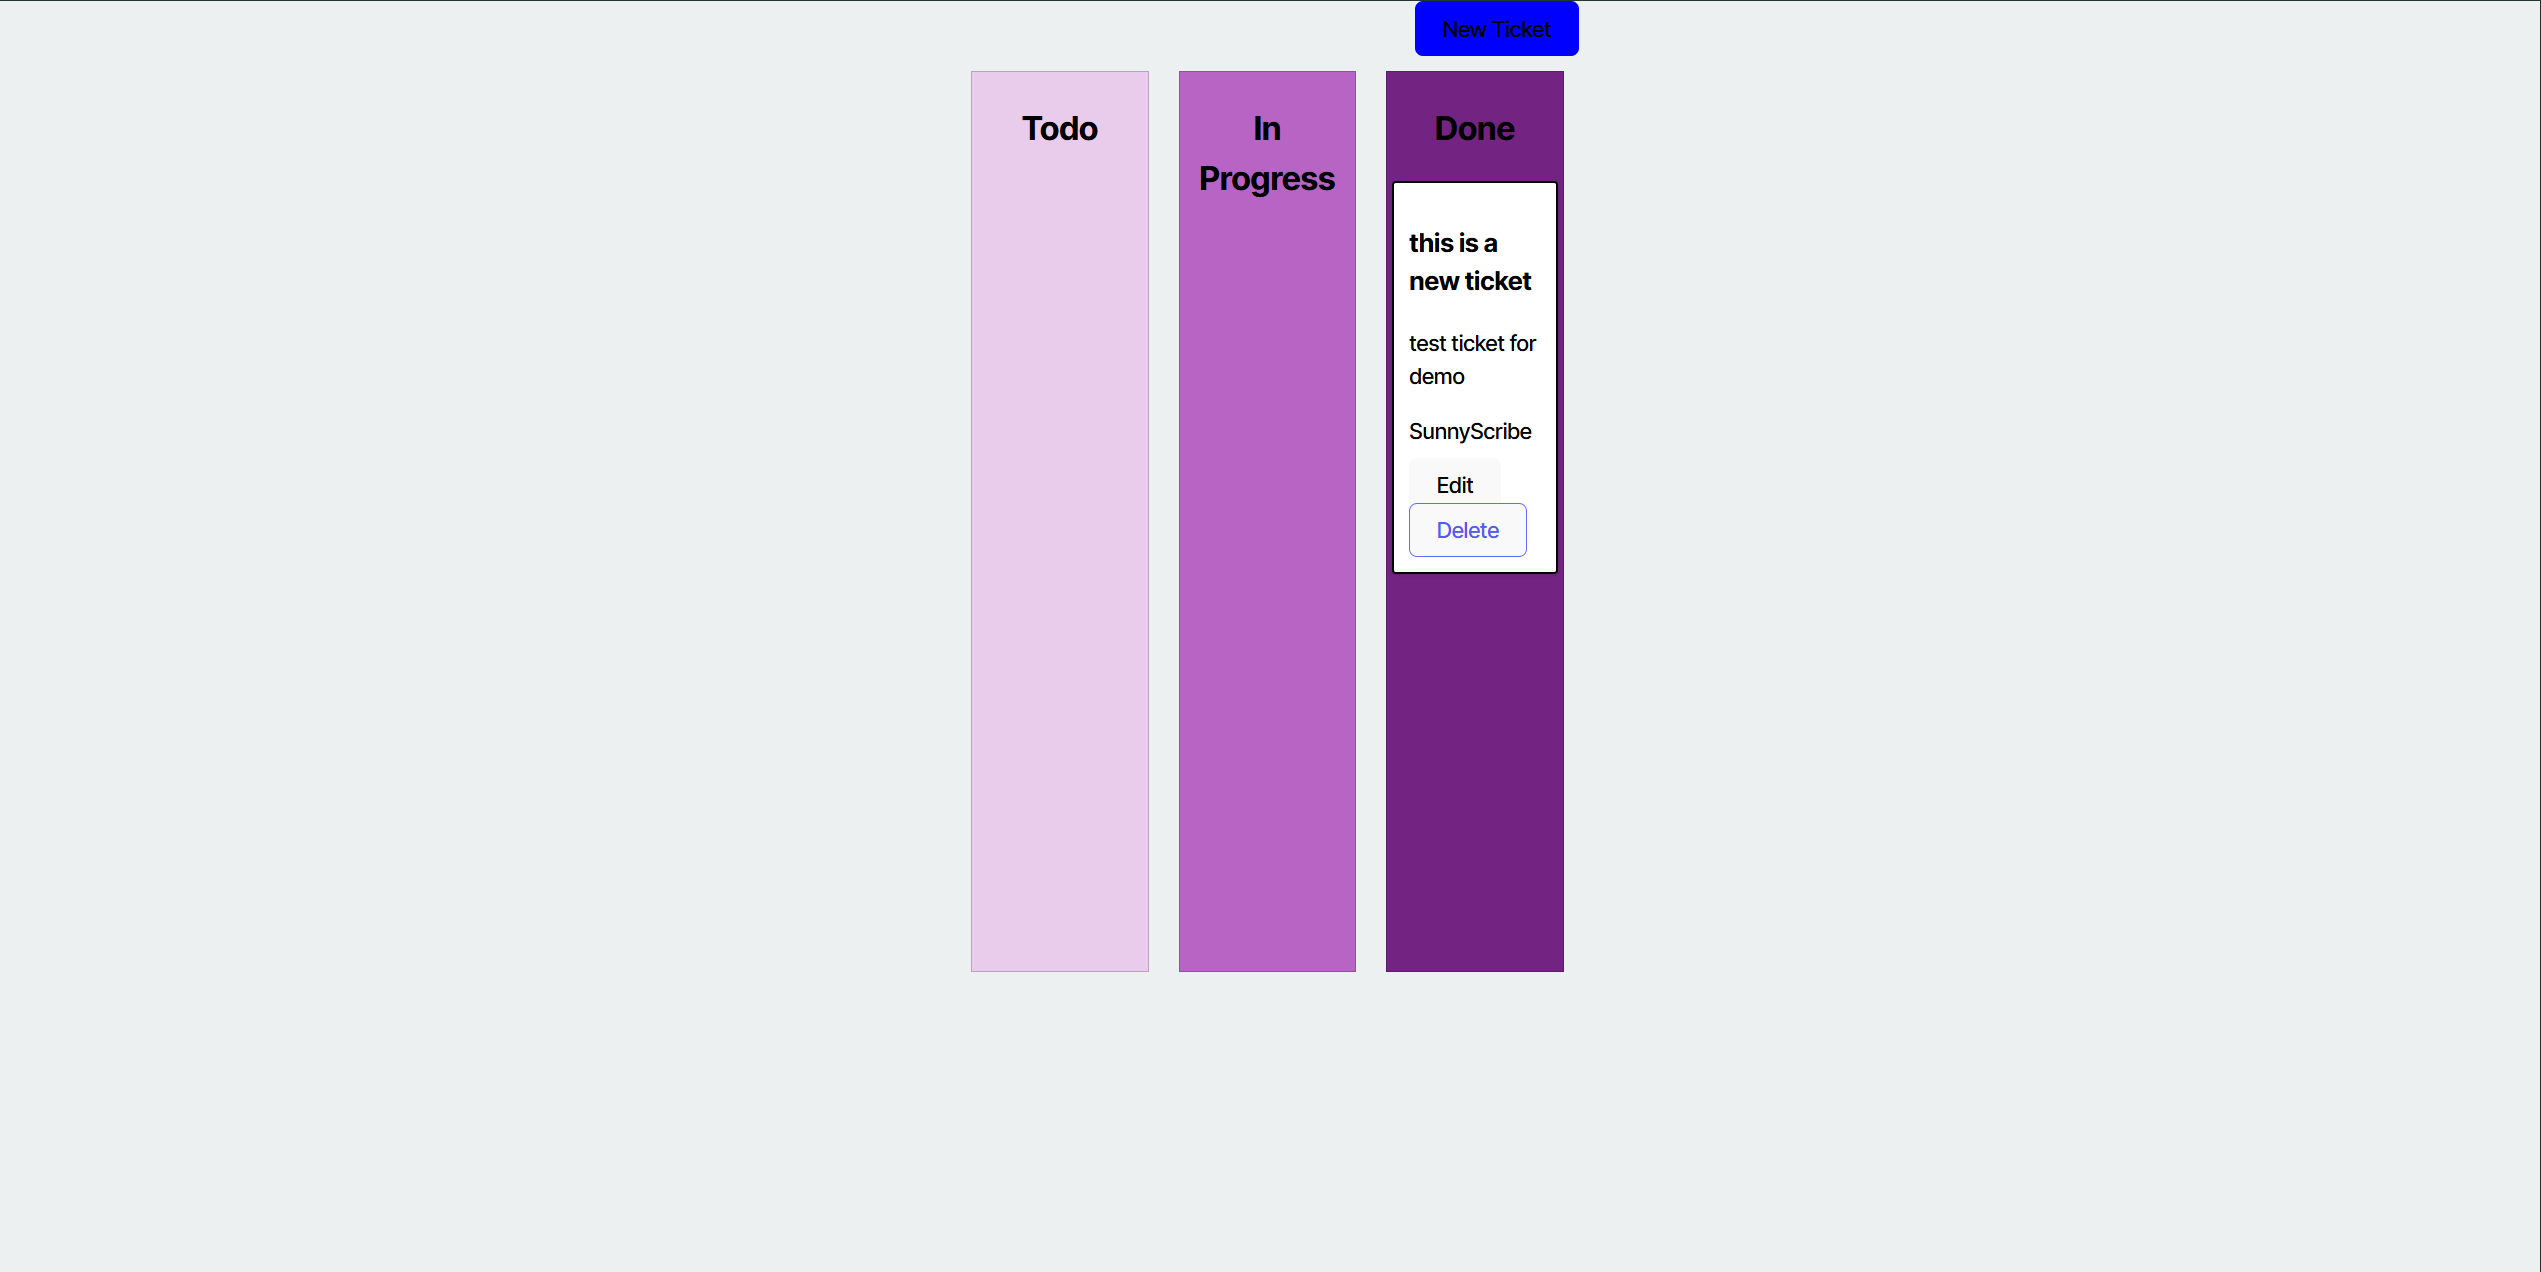 New Ticket
Todo
In
Progress
Done
this is a
new ticket
test ticket for
demo
SunnyScribe
Edit
Delete